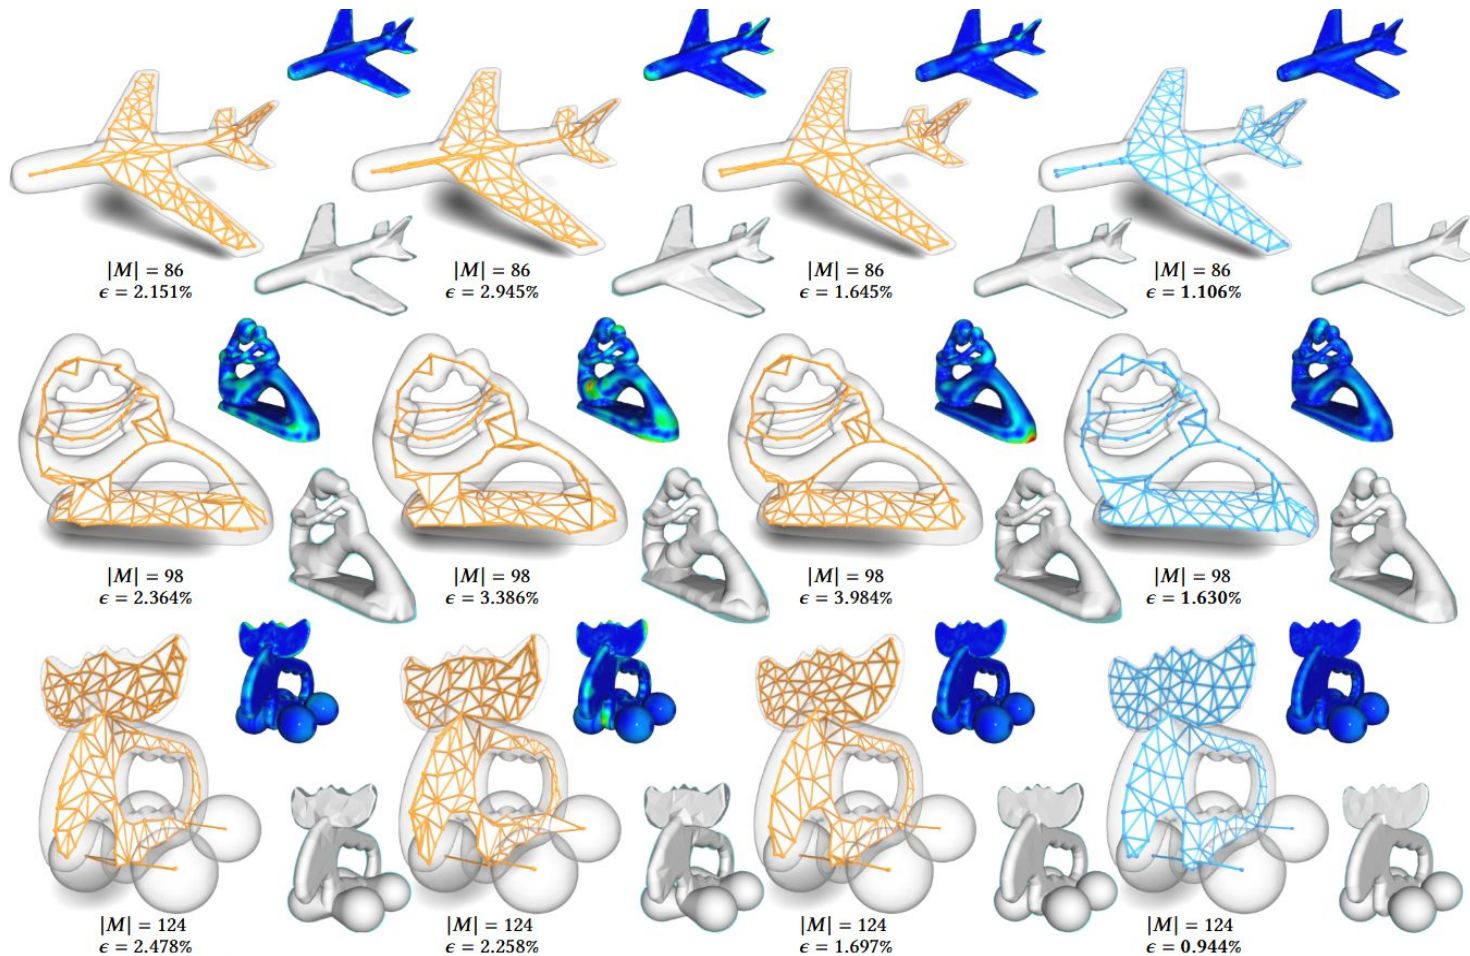 |M| = 86
ϵ = 2.151%
|M| = 86
ϵ = 2.945%
|M| = 86
ϵ = 1.645%
|M| = 86
ϵ = 1.106%
|M| = 98
ϵ = 2.364%
|M| = 98
ϵ = 3.386%
|M| = 98
ϵ = 3.984%
|M| = 98
ϵ = 1.630%
|M| = 124
ϵ = 2.478%
|M| = 124
ϵ = 2.258%
|M| = 124
ϵ = 1.697%
|M| = 124
ϵ = 0.944%